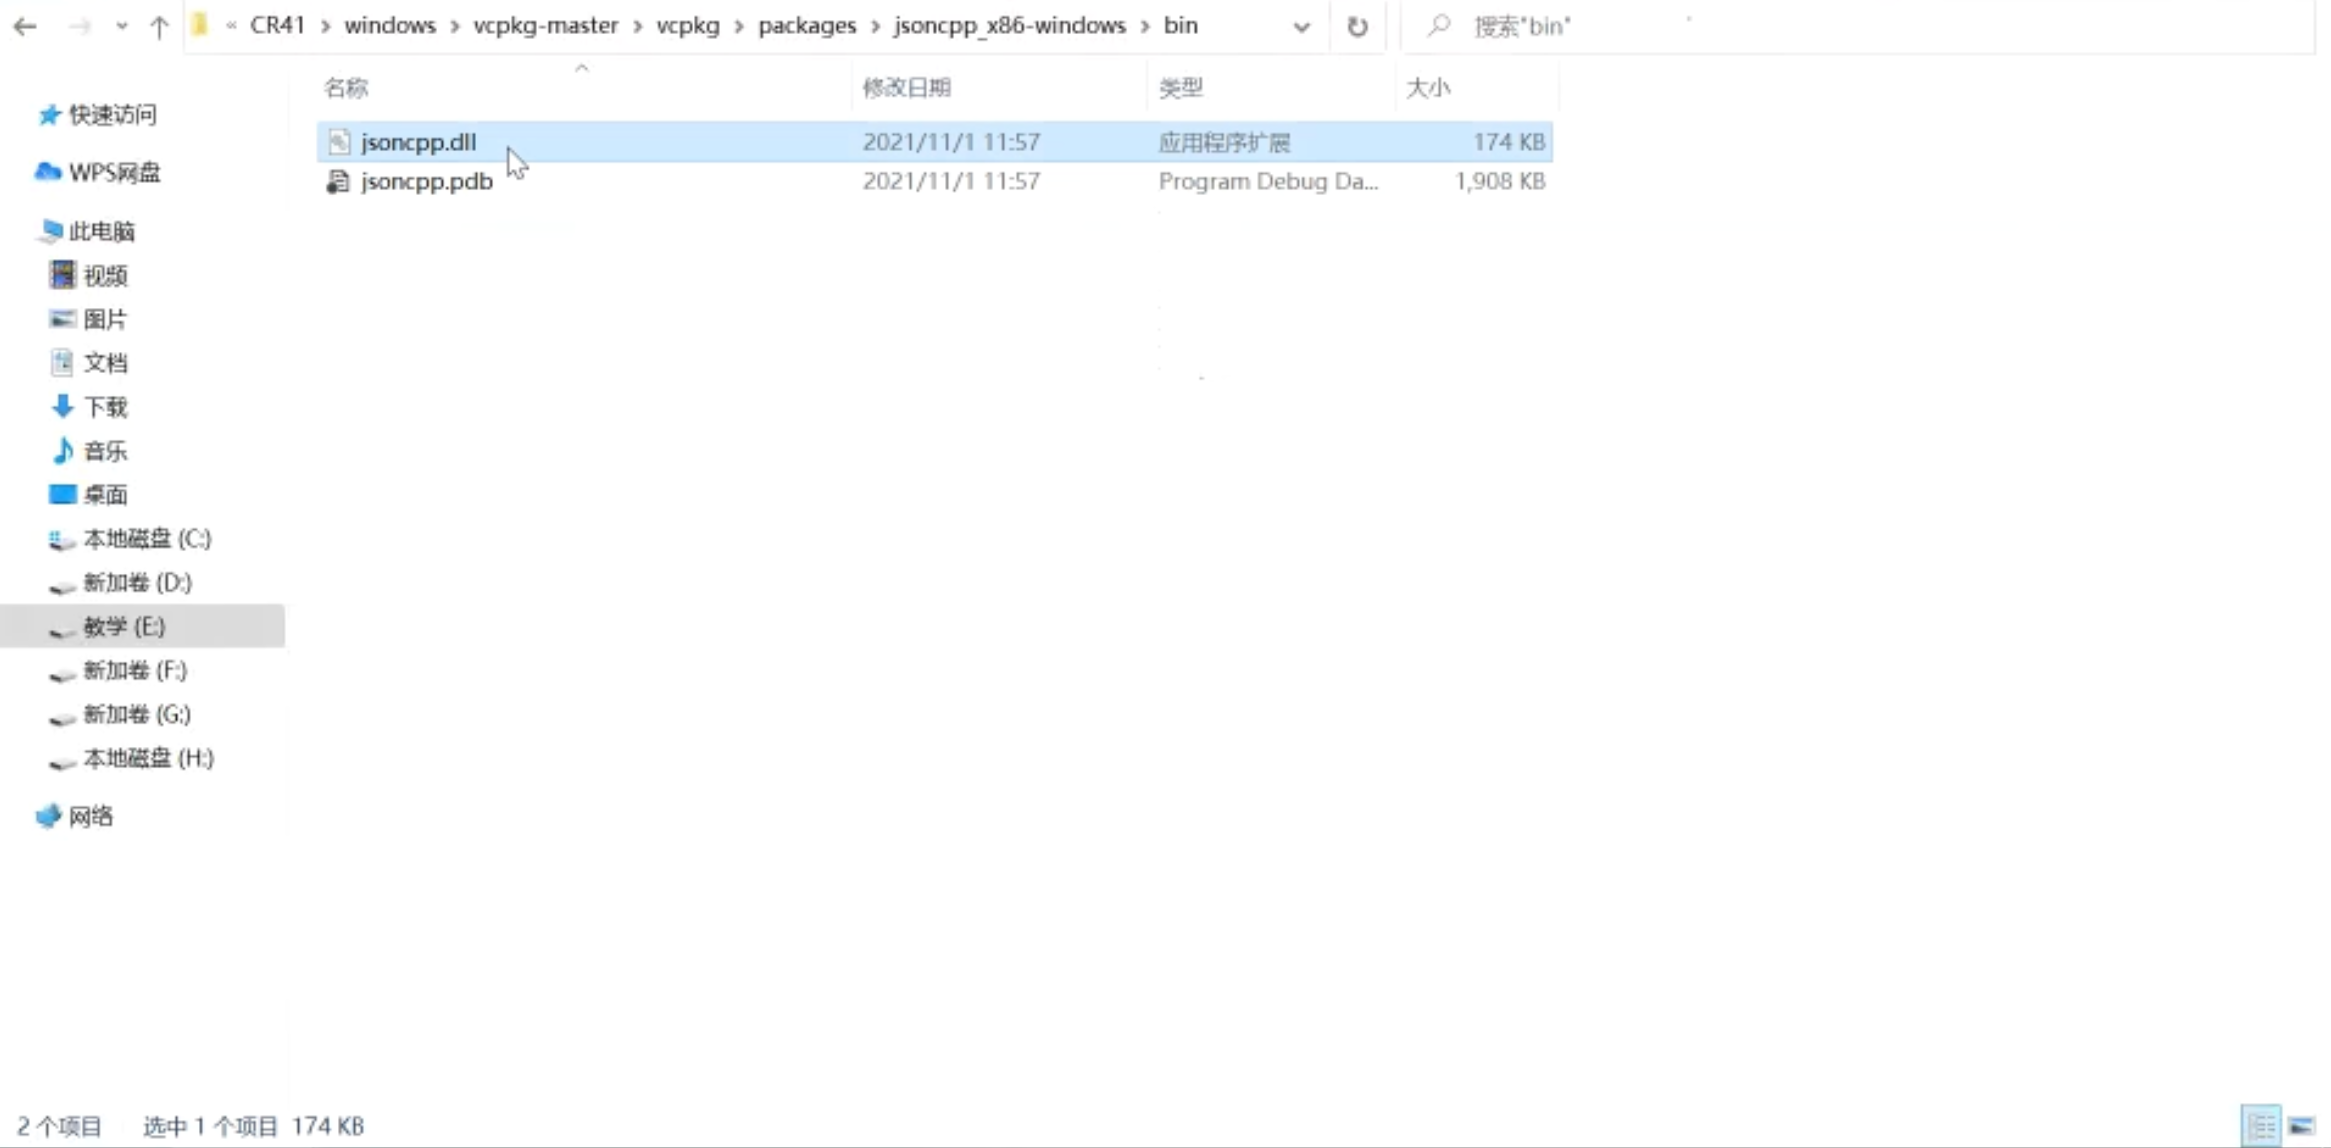 « CR41 › windows › vcpkg-master › vcpkg › packages › jsoncpp_x86-windows › bin
搜索"bin"
名称 修改日期 类型 大小
jsoncpp.dll 2021/11/1 11:57 应用程序扩展 174 KB
jsoncpp.pdb 2021/11/1 11:57 Program Debug Da... 1,908 KB
快速访问
WPS网盘
此电脑
视频
图片
文档
下载
音乐
桌面
本地磁盘 (C:)
新加卷 (D:)
教学 (E:)
新加卷 (F:)
新加卷 (G:)
本地磁盘 (H:)
网络
2 个项目 选中 1 个项目 174 KB